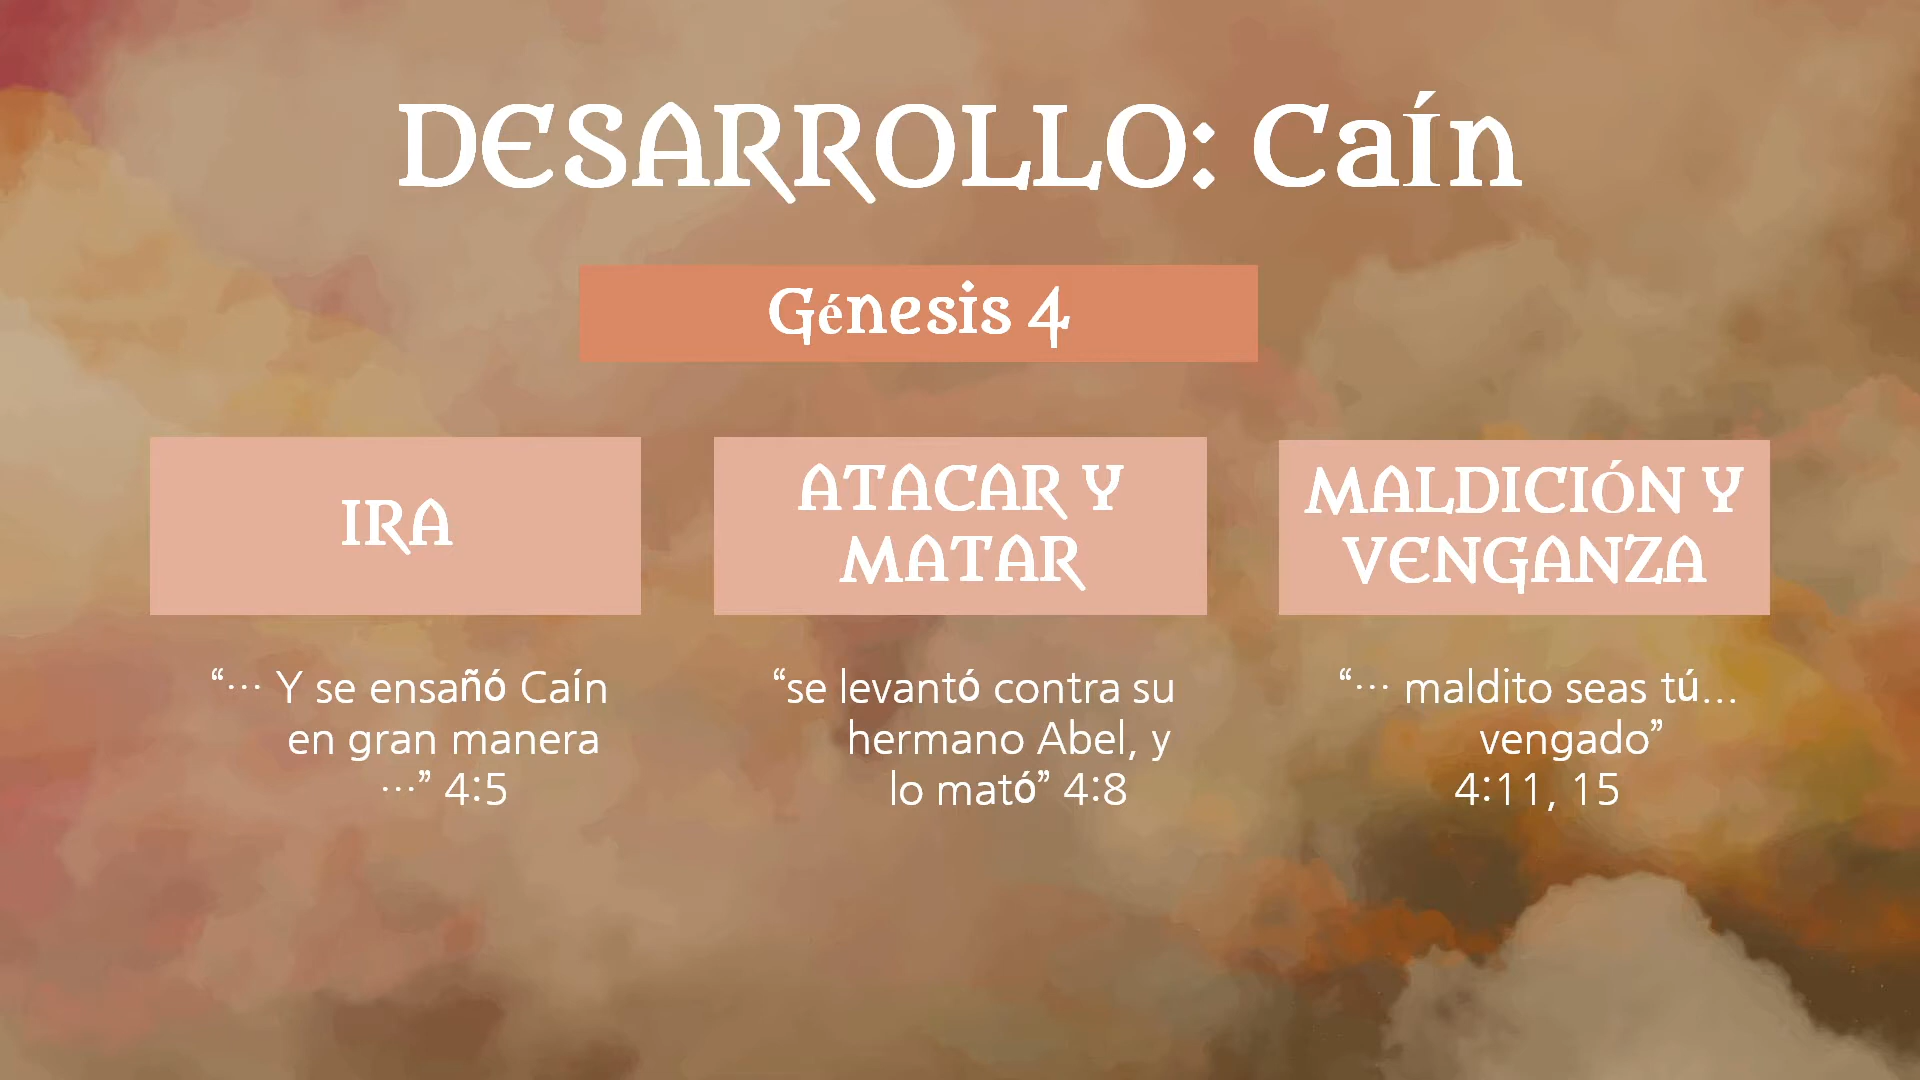 DESARROLLO: Caín
Génesis 4
IRA
“… Y se ensañó Caín
en gran manera
…” 4:5
ATACAR Y
MATAR
“se levantó contra su
hermano Abel, y
lo mató” 4:8
MALDICIÓN Y
VENGANZA
“… maldito seas tú…
vengado”
4:11, 15